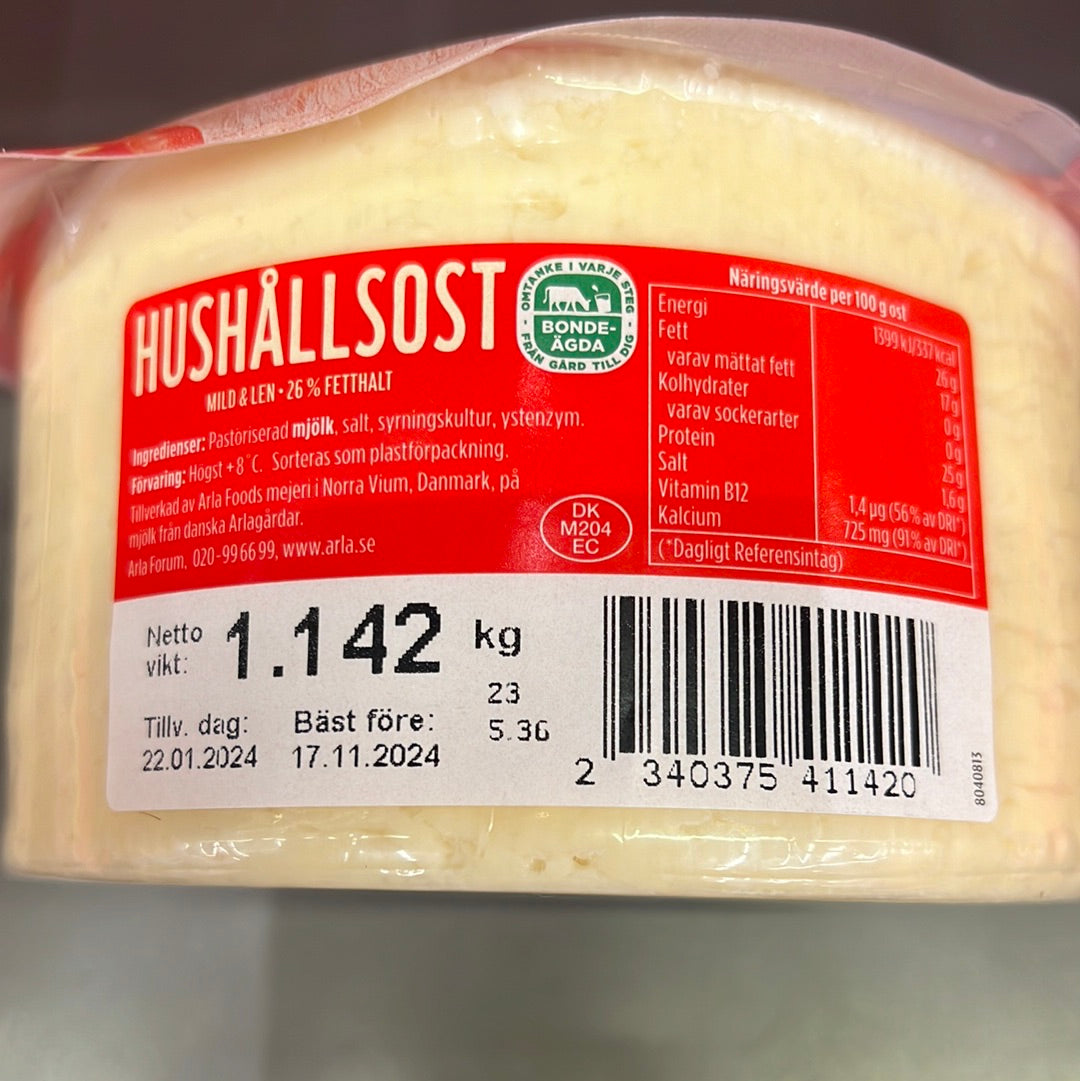 HUSHÅLLSOST
MILD & LEN • 26 % FETTHALT
Ingredienser: Pastöriserad mjölk, salt, syrningskultur, ystenzym.
Förvaring: Högst +8°C. Sorteras som plastförpackning.
Tillverkad av Arla Foods mejeri i Norra Vium, Danmark, på
mjölk från danska Arlagårdar.
Arla Forum, 020-99 66 99, www.arla.se
OMTANKE I VARJE STEG
BONDE-
ÄGDA
• FRÅN GÅRD TILL DIG •
DK
M204
EC
Näringsvärde per 100 g ost
Energi 1399 kJ/337 kcal
Fett 26 g
varav mättat fett 17 g
Kolhydrater 0 g
varav sockerarter 0 g
Protein 25 g
Salt 1,6 g
Vitamin B12 1,4 µg (56% av DRI*)
Kalcium 725 mg (91% av DRI*)
(*Dagligt Referensintag)
Netto
vikt: 1.142 kg
23
5.36
Tillv. dag: Bäst före:
22.01.2024 17.11.2024
2 340375 411420
8040813